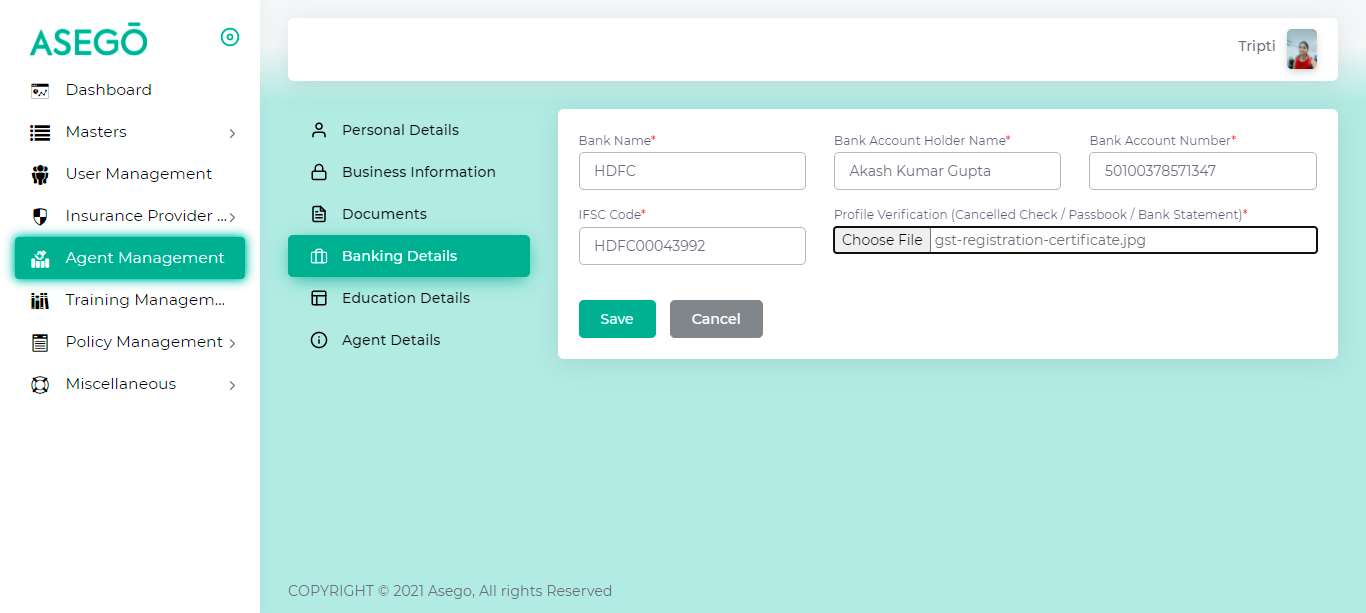 ASEGŌ
Dashboard
Masters
User Management
Insurance Provider ...
Agent Management
Training Managem...
Policy Management
Miscellaneous
Tripti
Personal Details
Business Information
Documents
Banking Details
Education Details
Agent Details
Bank Name* Bank Account Holder Name* Bank Account Number*
HDFC Akash Kumar Gupta 50100378571347
IFSC Code* Profile Verification (Cancelled Check / Passbook / Bank Statement)*
HDFC00043992 Choose File gst-registration-certificate.jpg
Save Cancel
COPYRIGHT © 2021 Asego, All rights Reserved